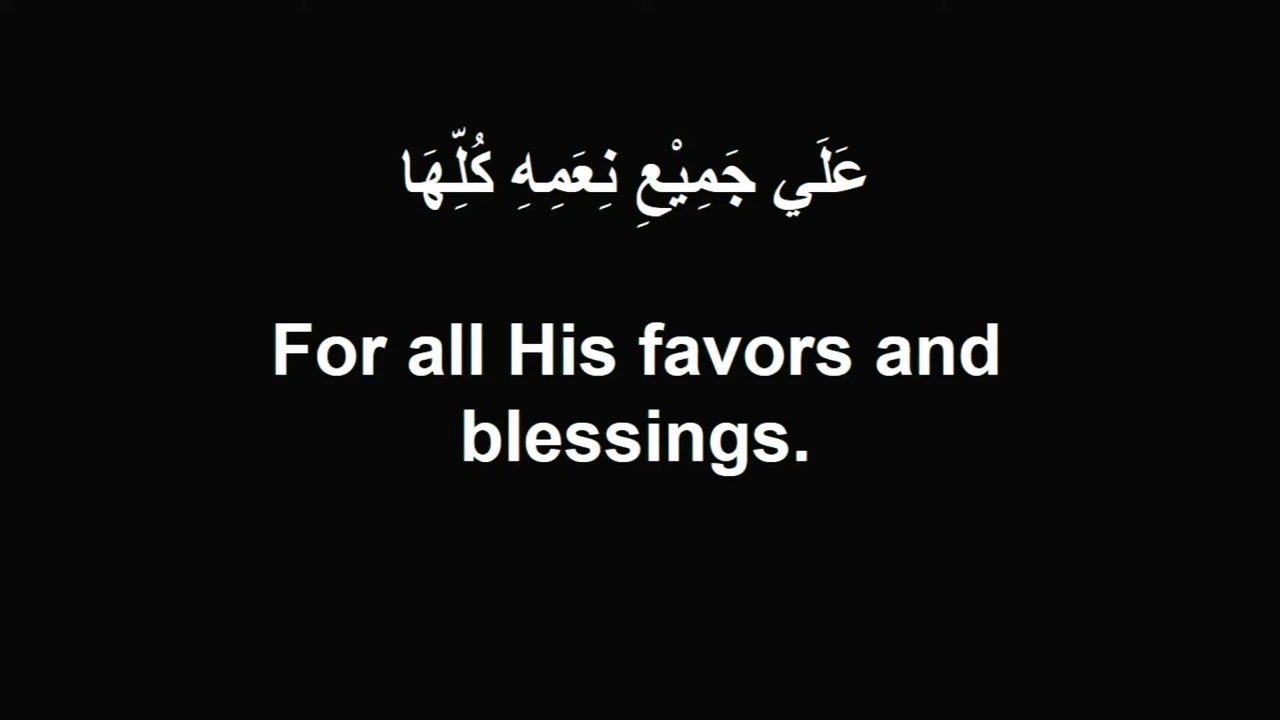 عَلَي جَمِيْعِ نِعَمِهِ كُلِّهَا
For all His favors and
blessings.